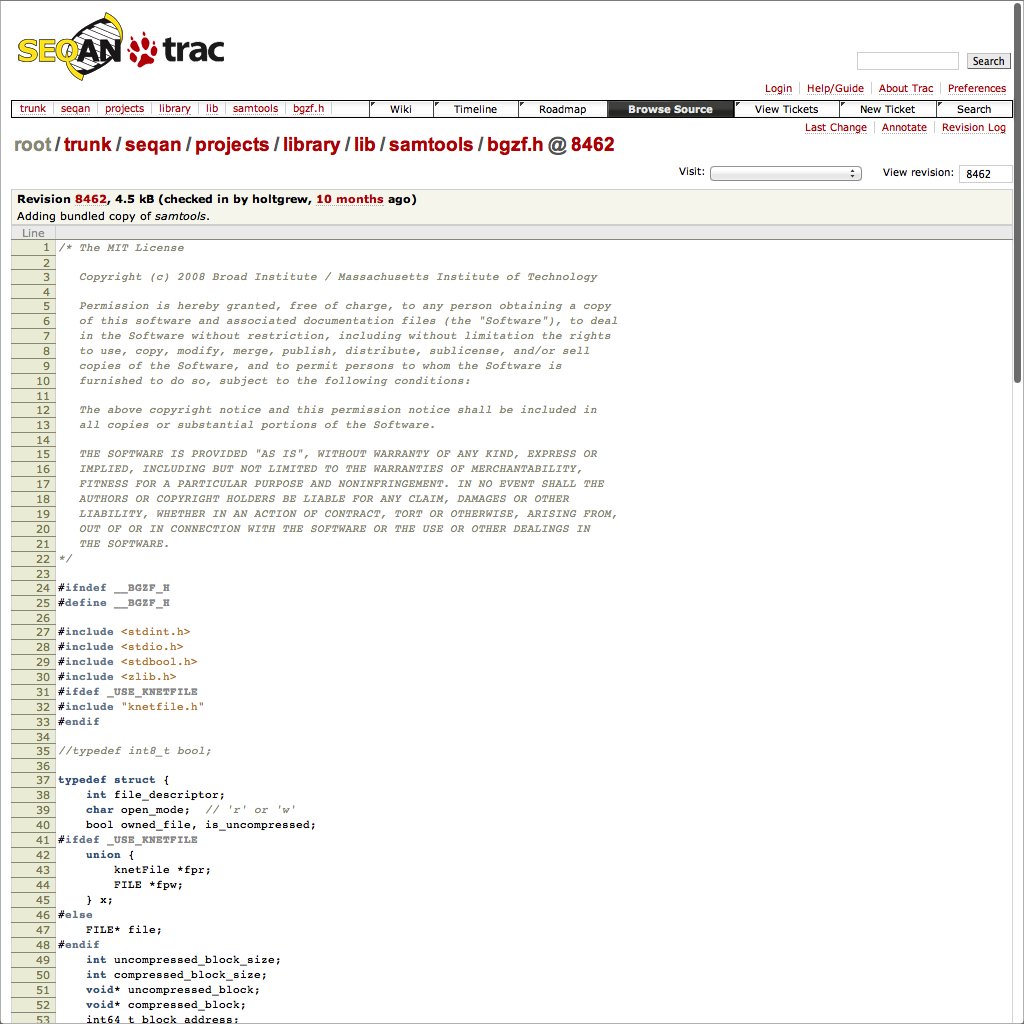 SEQAN trac
Search
Login Help/Guide About Trac Preferences
trunk seqan projects library lib samtools bgzf.h Wiki Timeline Roadmap Browse Source View Tickets New Ticket Search
Last Change Annotate Revision Log
root / trunk / seqan / projects / library / lib / samtools / bgzf.h @ 8462
Visit: View revision: 8462
Revision 8462, 4.5 kB (checked in by holtgrew, 10 months ago)
Adding bundled copy of samtools.
Line
1 /* The MIT License
2
3 Copyright (c) 2008 Broad Institute / Massachusetts Institute of Technology
4
5 Permission is hereby granted, free of charge, to any person obtaining a copy
6 of this software and associated documentation files (the "Software"), to deal
7 in the Software without restriction, including without limitation the rights
8 to use, copy, modify, merge, publish, distribute, sublicense, and/or sell
9 copies of the Software, and to permit persons to whom the Software is
10 furnished to do so, subject to the following conditions:
11
12 The above copyright notice and this permission notice shall be included in
13 all copies or substantial portions of the Software.
14
15 THE SOFTWARE IS PROVIDED "AS IS", WITHOUT WARRANTY OF ANY KIND, EXPRESS OR
16 IMPLIED, INCLUDING BUT NOT LIMITED TO THE WARRANTIES OF MERCHANTABILITY,
17 FITNESS FOR A PARTICULAR PURPOSE AND NONINFRINGEMENT. IN NO EVENT SHALL THE
18 AUTHORS OR COPYRIGHT HOLDERS BE LIABLE FOR ANY CLAIM, DAMAGES OR OTHER
19 LIABILITY, WHETHER IN AN ACTION OF CONTRACT, TORT OR OTHERWISE, ARISING FROM,
20 OUT OF OR IN CONNECTION WITH THE SOFTWARE OR THE USE OR OTHER DEALINGS IN
21 THE SOFTWARE.
22 */
23
24 #ifndef __BGZF_H
25 #define __BGZF_H
26
27 #include <stdint.h>
28 #include <stdio.h>
29 #include <stdbool.h>
30 #include <zlib.h>
31 #ifdef _USE_KNETFILE
32 #include "knetfile.h"
33 #endif
34
35 //typedef int8_t bool;
36
37 typedef struct {
38 int file_descriptor;
39 char open_mode; // 'r' or 'w'
40 bool owned_file, is_uncompressed;
41 #ifdef _USE_KNETFILE
42 union {
43 knetFile *fpr;
44 FILE *fpw;
45 } x;
46 #else
47 FILE* file;
48 #endif
49 int uncompressed_block_size;
50 int compressed_block_size;
51 void* uncompressed_block;
52 void* compressed_block;
53 int64_t block_address;